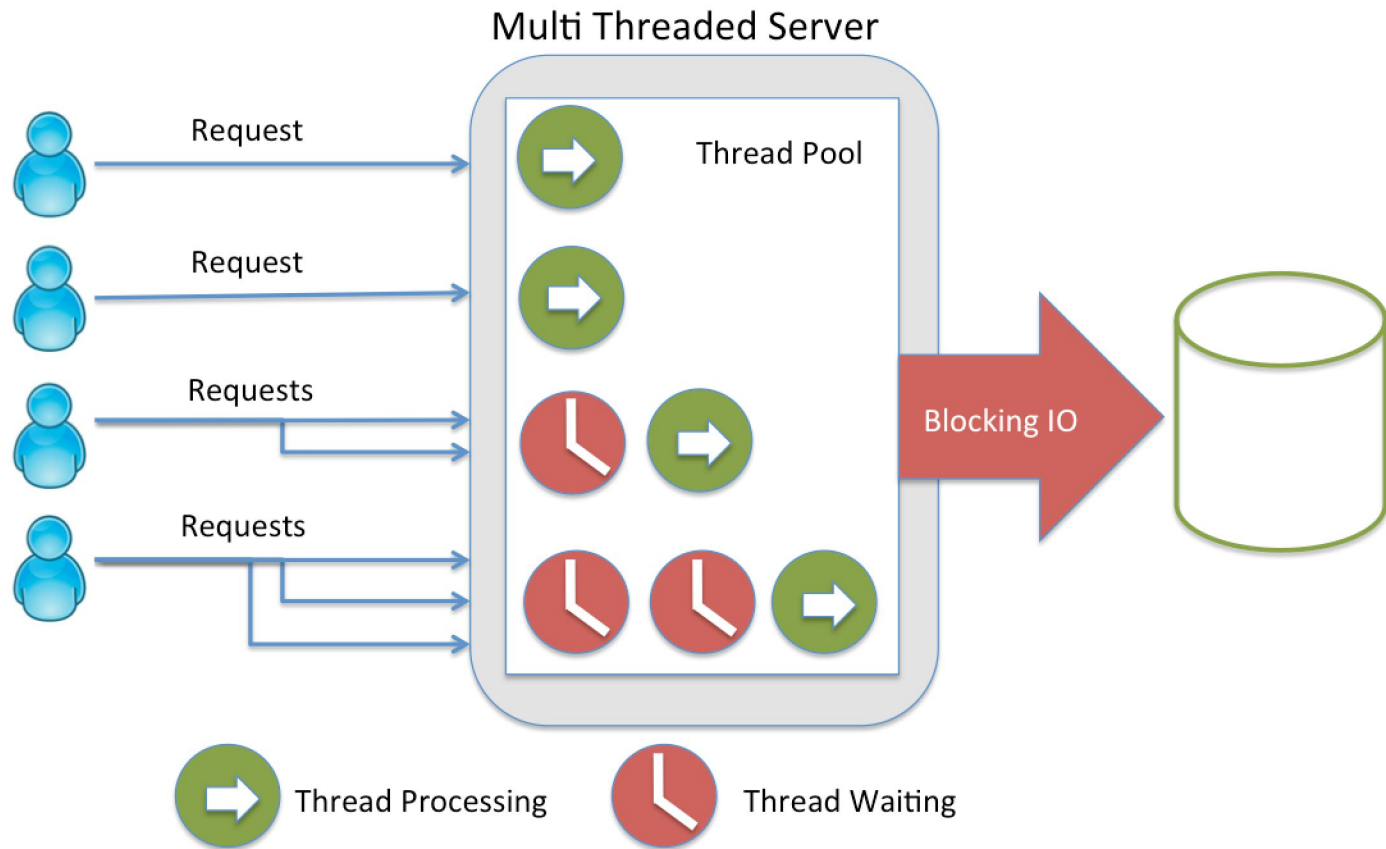 Multi Threaded Server
Request
Thread Pool
Request
Requests
Blocking IO
Requests
Thread Processing
Thread Waiting